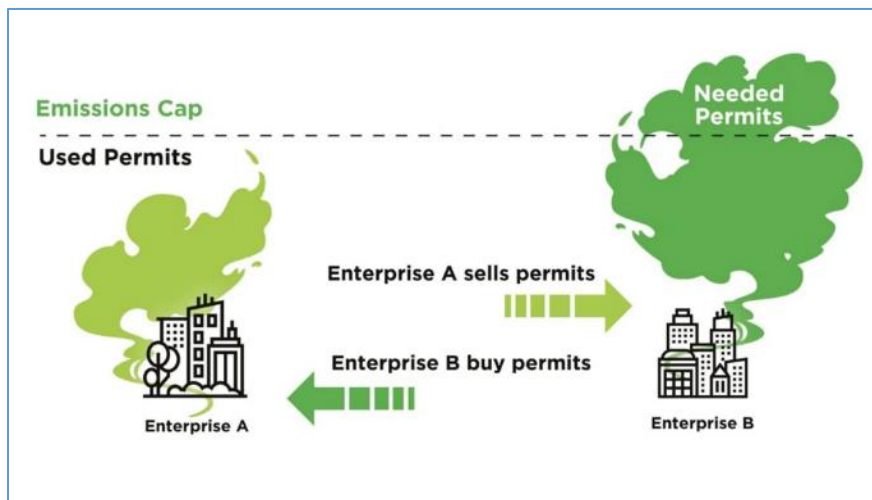 Emissions Cap
Needed
Permits
Used Permits
Enterprise A sells permits
Enterprise B buy permits
Enterprise A
Enterprise B